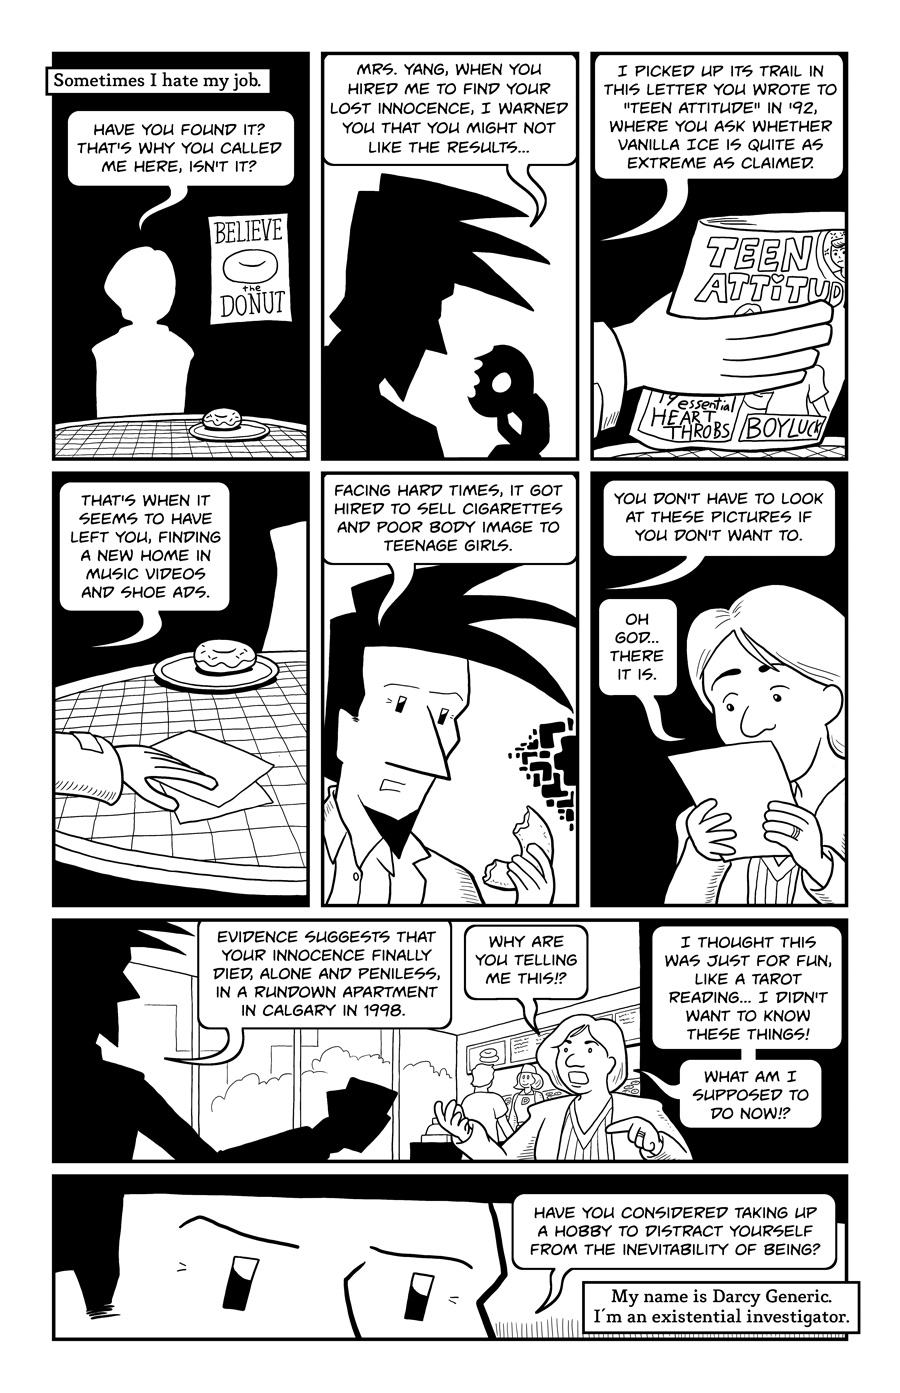 Sometimes I hate my job.
HAVE YOU FOUND IT?
THAT'S WHY YOU CALLED
ME HERE, ISN'T IT?
BELIEVE
the
DONUT
MRS. YANG, WHEN YOU
HIRED ME TO FIND YOUR
LOST INNOCENCE, I WARNED
YOU THAT YOU MIGHT NOT
LIKE THE RESULTS...
I PICKED UP ITS TRAIL IN
THIS LETTER YOU WROTE TO
"TEEN ATTITUDE" IN '92,
WHERE YOU ASK WHETHER
VANILLA ICE IS QUITE AS
EXTREME AS CLAIMED.
TEEN
ATTiTUD
essential
HEART
THROBS
BOYLUCK
THAT'S WHEN IT
SEEMS TO HAVE
LEFT YOU, FINDING
A NEW HOME IN
MUSIC VIDEOS
AND SHOE ADS.
FACING HARD TIMES, IT GOT
HIRED TO SELL CIGARETTES
AND POOR BODY IMAGE TO
TEENAGE GIRLS.
YOU DON'T HAVE TO LOOK
AT THESE PICTURES IF
YOU DON'T WANT TO.
OH
GOD...
THERE
IT IS.
EVIDENCE SUGGESTS THAT
YOUR INNOCENCE FINALLY
DIED, ALONE AND PENILESS,
IN A RUNDOWN APARTMENT
IN CALGARY IN 1998.
WHY ARE
YOU TELLING
ME THIS!?
I THOUGHT THIS
WAS JUST FOR FUN,
LIKE A TAROT
READING... I DIDN'T
WANT TO KNOW
THESE THINGS!
WHAT AM I
SUPPOSED TO
DO NOW!?
HAVE YOU CONSIDERED TAKING UP
A HOBBY TO DISTRACT YOURSELF
FROM THE INEVITABILITY OF BEING?
My name is Darcy Generic.
I´m an existential investigator.